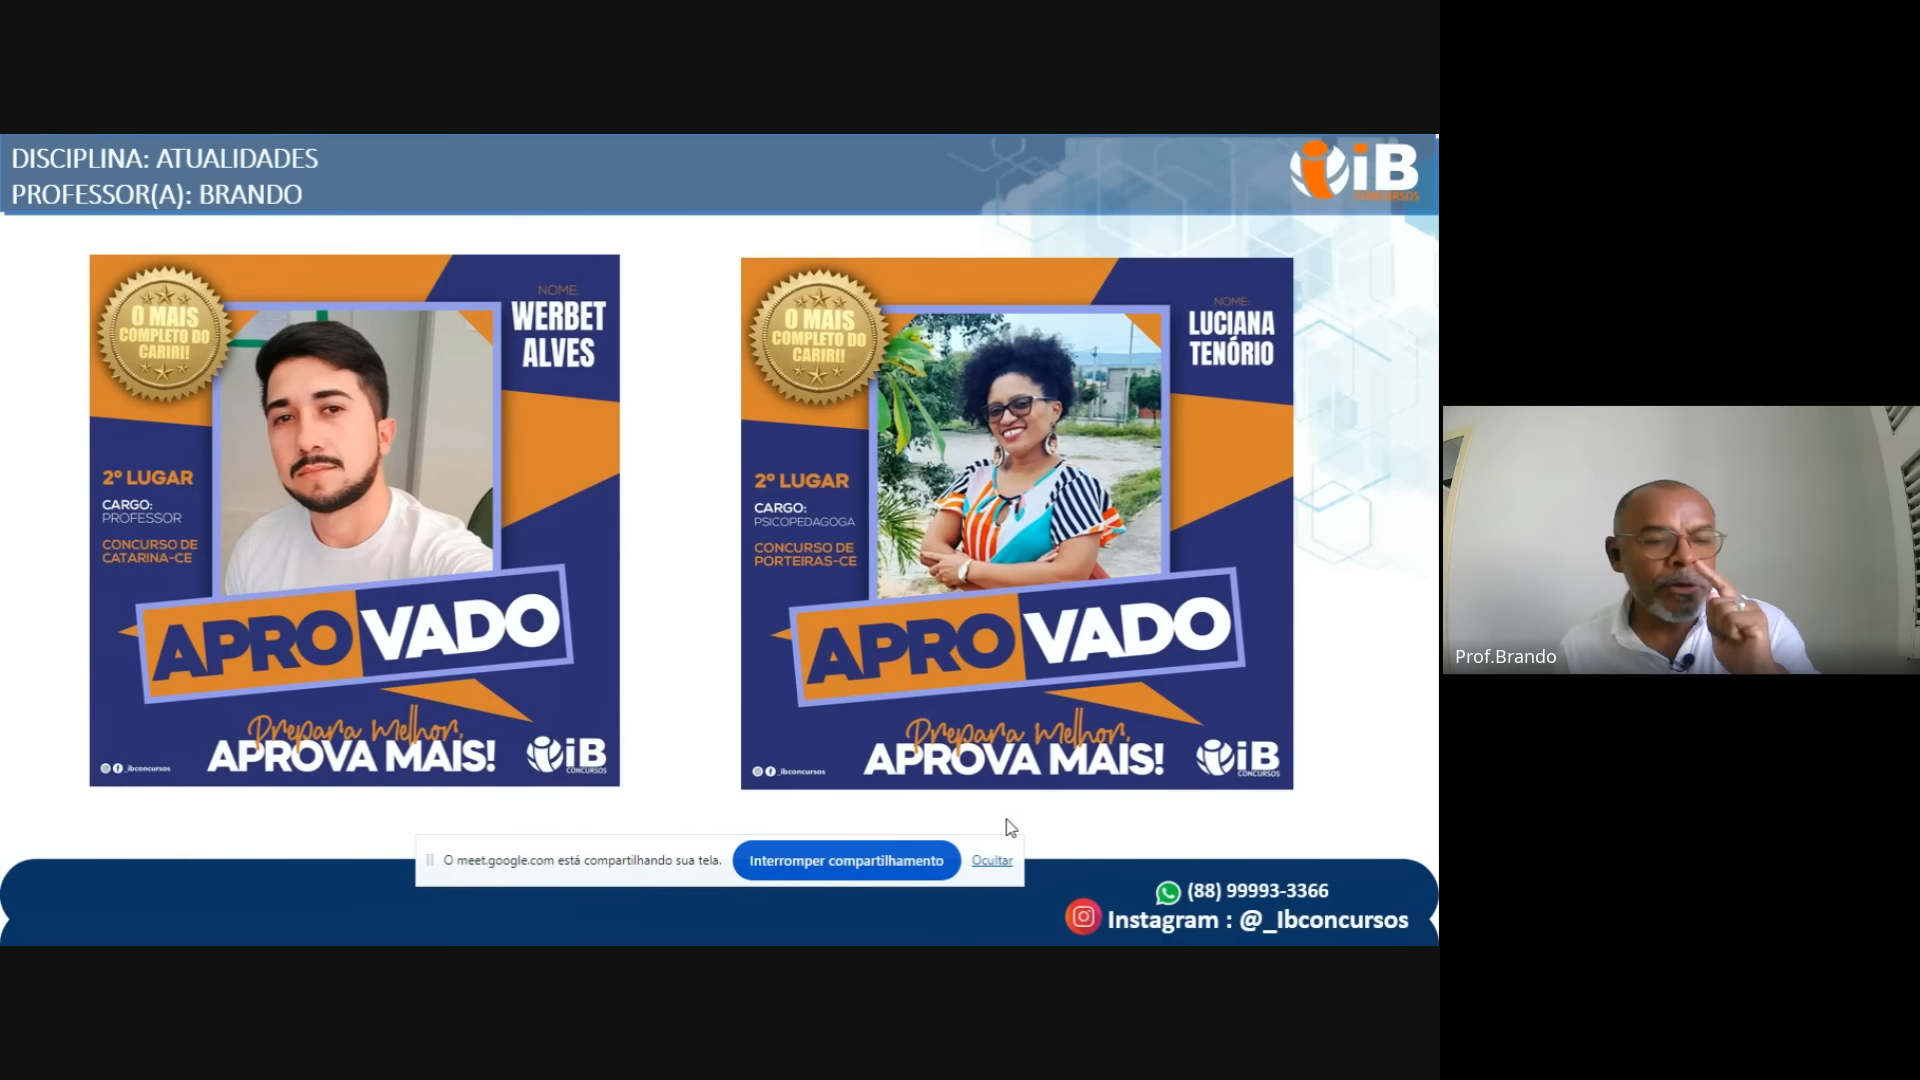 DISCIPLINA: ATUALIDADES
PROFESSOR(A): BRANDO
iB
CONCURSOS
O MAIS
COMPLETO DO
CARIRI!
NOME:
WERBET
ALVES
2º LUGAR
CARGO:
PROFESSOR
CONCURSO DE
CATARINA-CE
APROVADO
Prepara melhor,
APROVA MAIS!
_ibconcursos
iB
CONCURSOS
O MAIS
COMPLETO DO
CARIRI!
NOME:
LUCIANA
TENÓRIO
2º LUGAR
CARGO:
PSICOPEDAGOGA
CONCURSO DE
PORTEIRAS-CE
APROVADO
Prepara melhor,
APROVA MAIS!
_ibconcursos
iB
CONCURSOS
O meet.google.com está compartilhando sua tela.
Interromper compartilhamento
Ocultar
(88) 99993-3366
Instagram : @_Ibconcursos
Prof.Brando